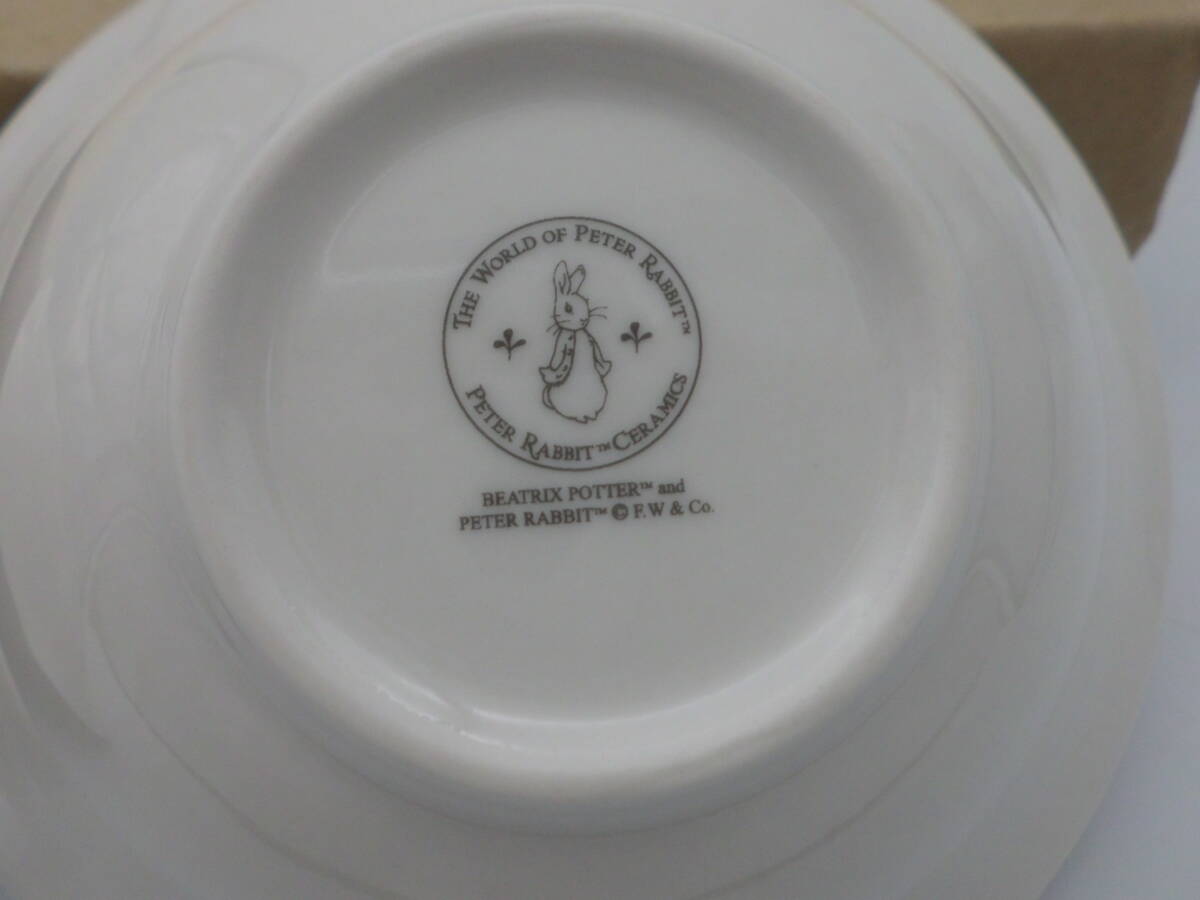 THE WORLD OF PETER RABBIT™
PETER RABBIT™ CERAMICS
BEATRIX POTTER™ and
PETER RABBIT™ © F.W & Co.